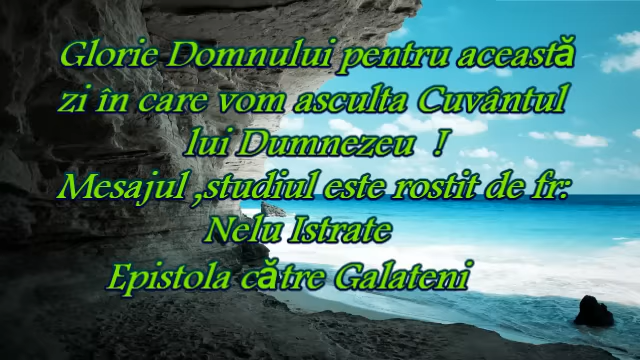 Glorie Domnului pentru această
zi în care vom asculta Cuvântul
lui Dumnezeu !
Mesajul ,studiul este rostit de fr:
Nelu Istrate
Epistola către Galateni